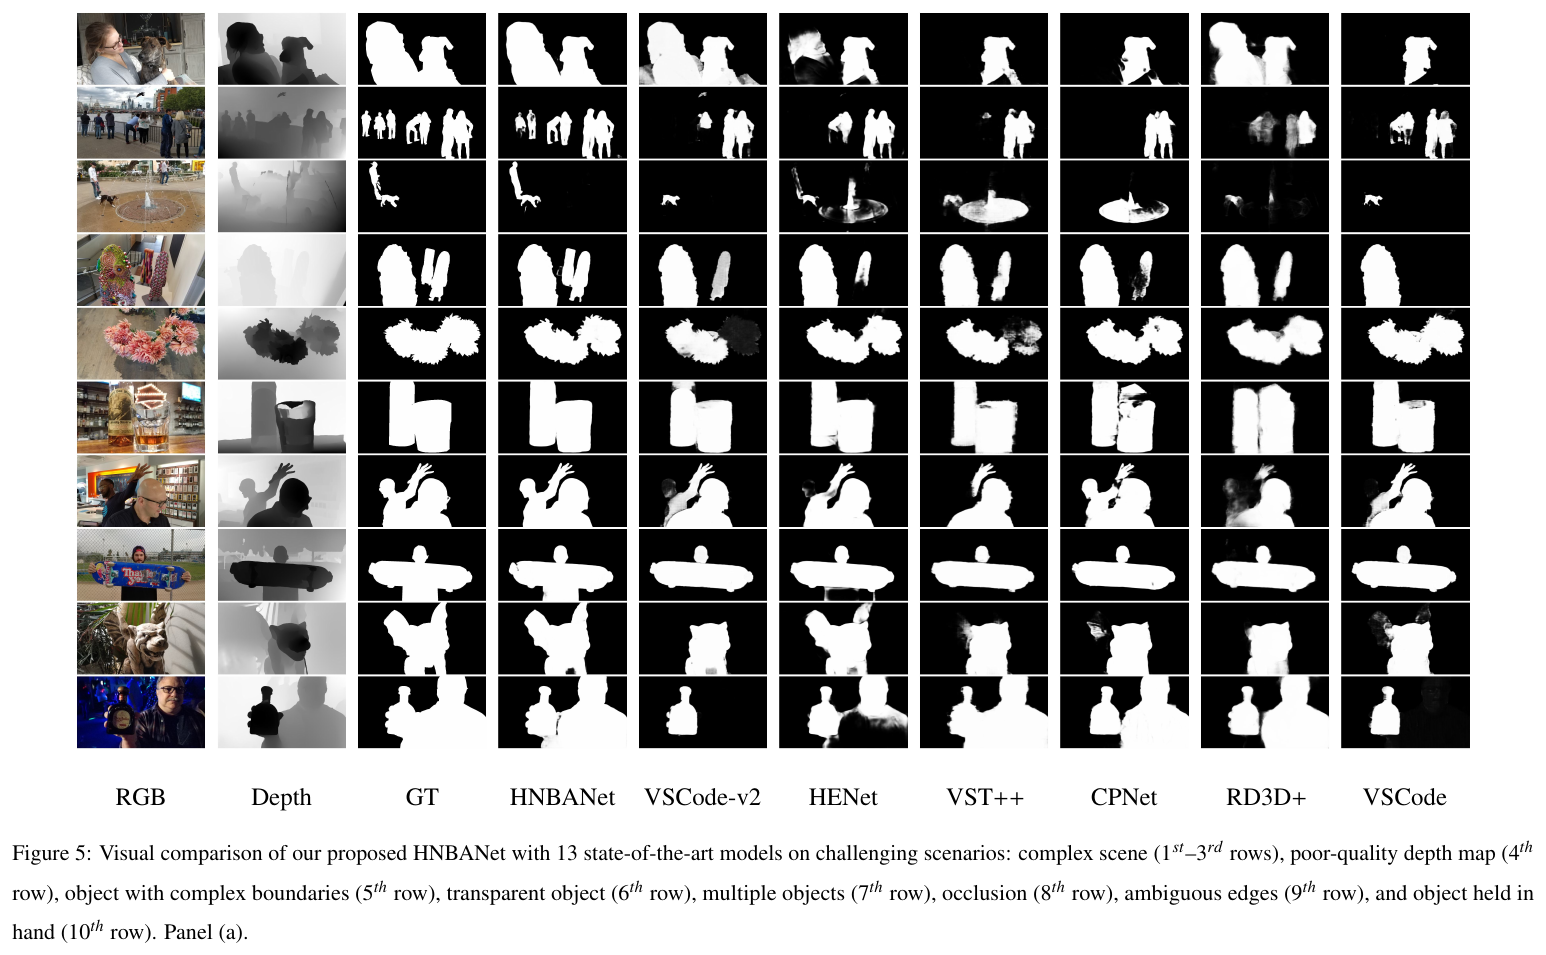 RGB Depth GT HNBANet VSCode-v2 HENet VST++ CPNet RD3D+ VSCode
Figure 5: Visual comparison of our proposed HNBANet with 13 state-of-the-art models on challenging scenarios: complex scene (1st–3rd rows), poor-quality depth map (4th
row), object with complex boundaries (5th row), transparent object (6th row), multiple objects (7th row), occlusion (8th row), ambiguous edges (9th row), and object held in
hand (10th row). Panel (a).